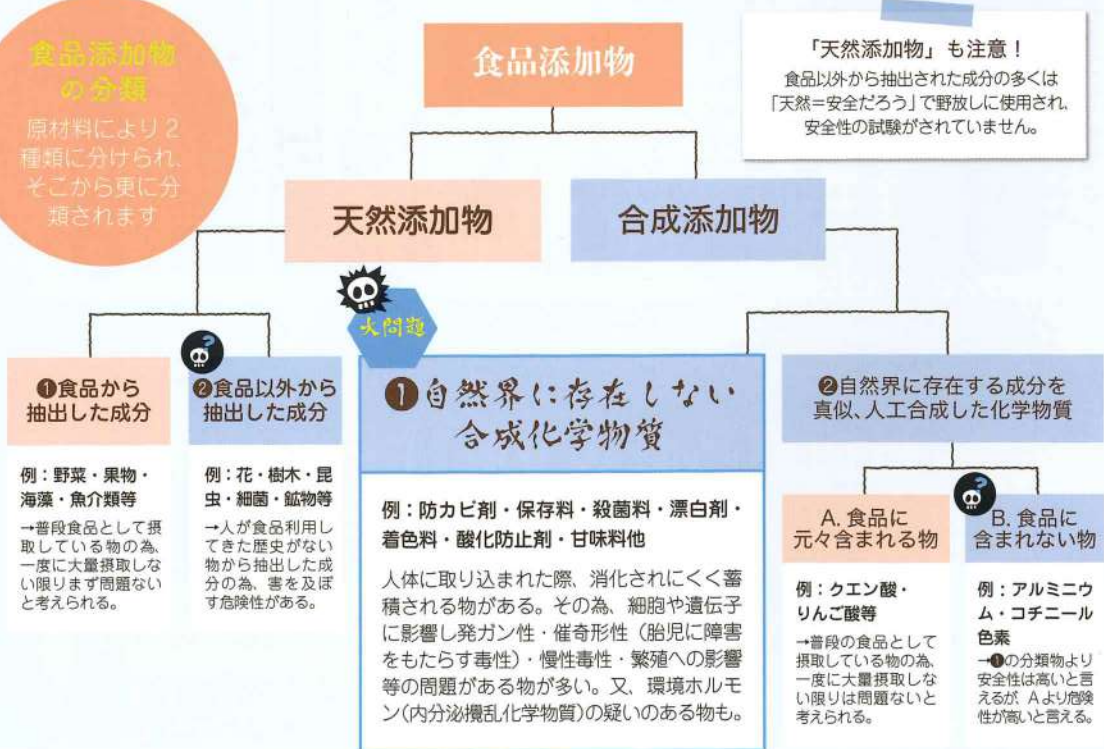 食品添加物
の分類
原材料により2
種類に分けられ、
そこから更に分
類されます
食品添加物
「天然添加物」も注意！
食品以外から抽出された成分の多くは
「天然＝安全だろう」で野放しに使用され、
安全性の試験がされていません。
天然添加物
合成添加物
❶食品から
抽出した成分
例：野菜・果物・
海藻・魚介類等
→普段食品として摂
取している物の為、
一度に大量摂取しな
い限りまず問題ない
と考えられる。
❷食品以外から
抽出した成分
例：花・樹木・昆
虫・細菌・鉱物等
→人が食品利用し
てきた歴史がない
物から抽出した成
分の為、害を及ぼ
す危険性がある。
大問題
❶自然界に存在しない
合成化学物質
例：防カビ剤・保存料・殺菌料・漂白剤・
着色料・酸化防止剤・甘味料他
人体に取り込まれた際、消化されにくく蓄
積される物がある。その為、細胞や遺伝子
に影響し発ガン性・催奇形性（胎児に障害
をもたらす毒性）・慢性毒性・繁殖への影響
等の問題がある物が多い。又、環境ホルモ
ン(内分泌攪乱化学物質)の疑いのある物も。
❷自然界に存在する成分を
真似、人工合成した化学物質
A. 食品に
元々含まれる物
例：クエン酸・
りんご酸等
→普段の食品として
摂取している物の為、
一度に大量摂取しな
い限りは問題ないと
考えられる。
B. 食品に
含まれない物
例：アルミニウ
ム・コチニール
色素
→❶の分類物より
安全性は高いと言
えるが、Aより危険
性が高いと言える。